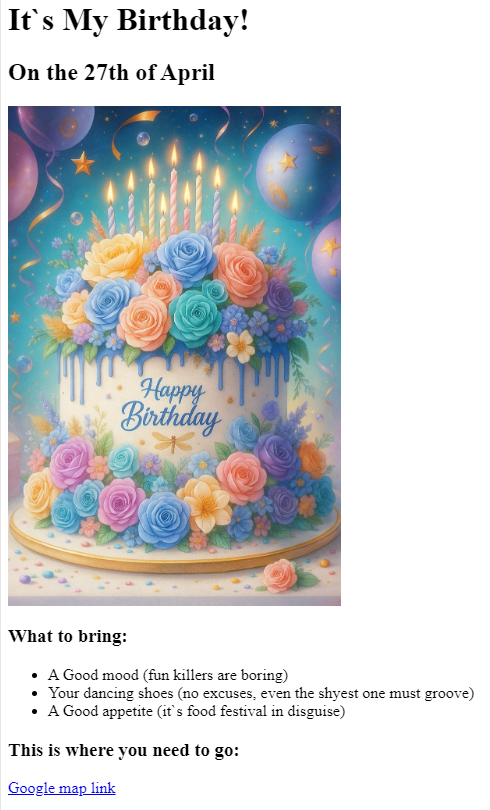 It`s My Birthday!
On the 27th of April
Happy
Birthday
What to bring:
A Good mood (fun killers are boring)
Your dancing shoes (no excuses, even the shyest one must groove)
A Good appetite (it`s food festival in disguise)
This is where you need to go:
Google map link